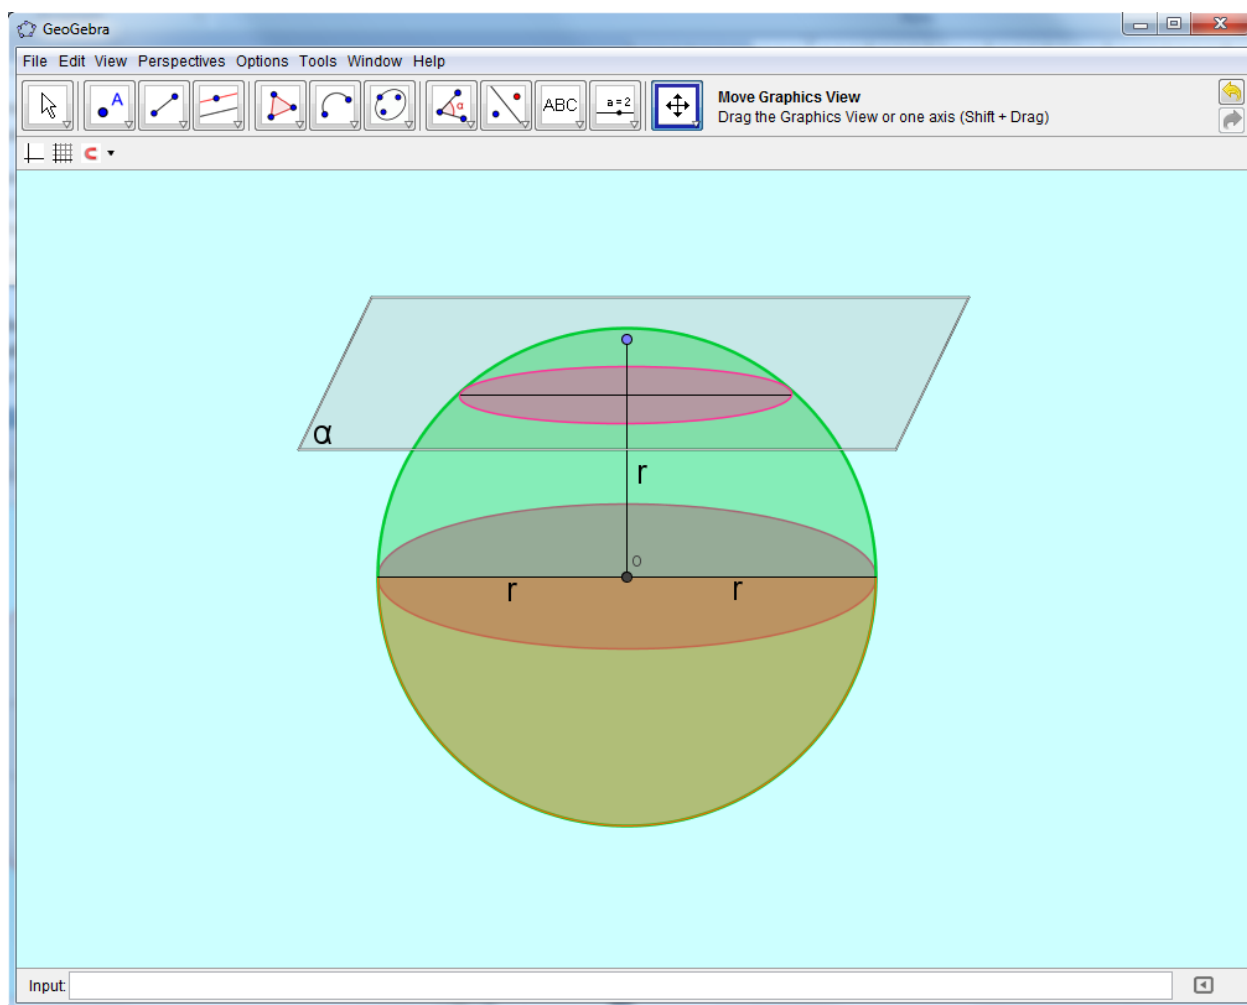 GeoGebra
File Edit View Perspectives Options Tools Window Help
A
α
ABC
a = 2
Move Graphics View
Drag the Graphics View or one axis (Shift + Drag)
α
r
o
r r
Input: